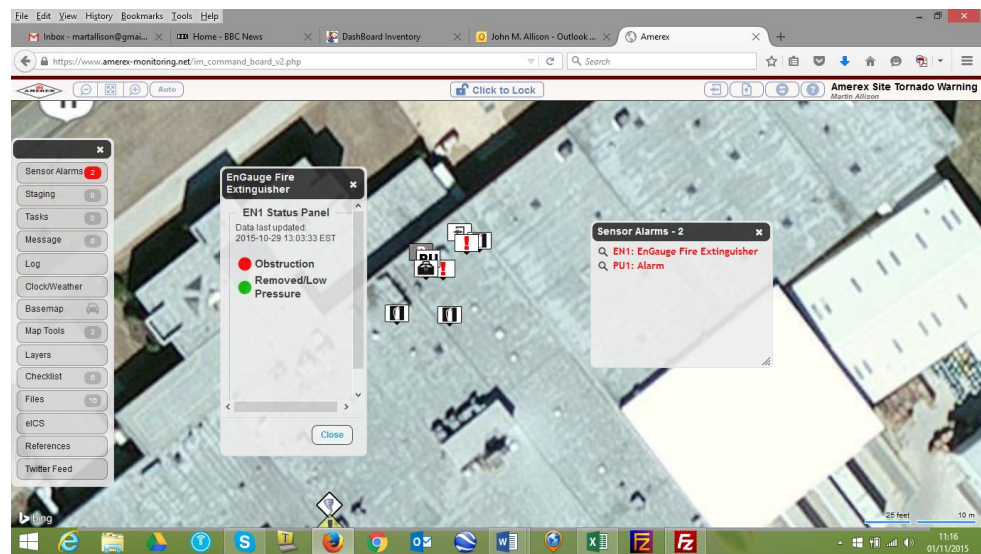 File Edit View History Bookmarks Tools Help
Inbox - martallison@gmai...
Home - BBC News
DashBoard Inventory
John M. Allison - Outlook ...
Amerex
https://www.amerex-monitoring.net/im_command_board_v2.php
Search
AMEREX
Auto
Click to Lock
Amerex Site Tornado Warning
Martin Allison
11
Sensor Alarms 2
Staging 0
Tasks 0
Message 0
Log
Clock/Weather
Basemap
Map Tools 2
Layers
Checklist
Files 16
eICS
References
Twitter Feed
EnGauge Fire
Extinguisher
EN1 Status Panel
Data last updated:
2015-10-29 13:03:33 EST
Obstruction
Removed/Low
Pressure
Close
PU
Sensor Alarms - 2
EN1: EnGauge Fire Extinguisher
PU1: Alarm
bing
25 feet 10 m
11:16
01/11/2015